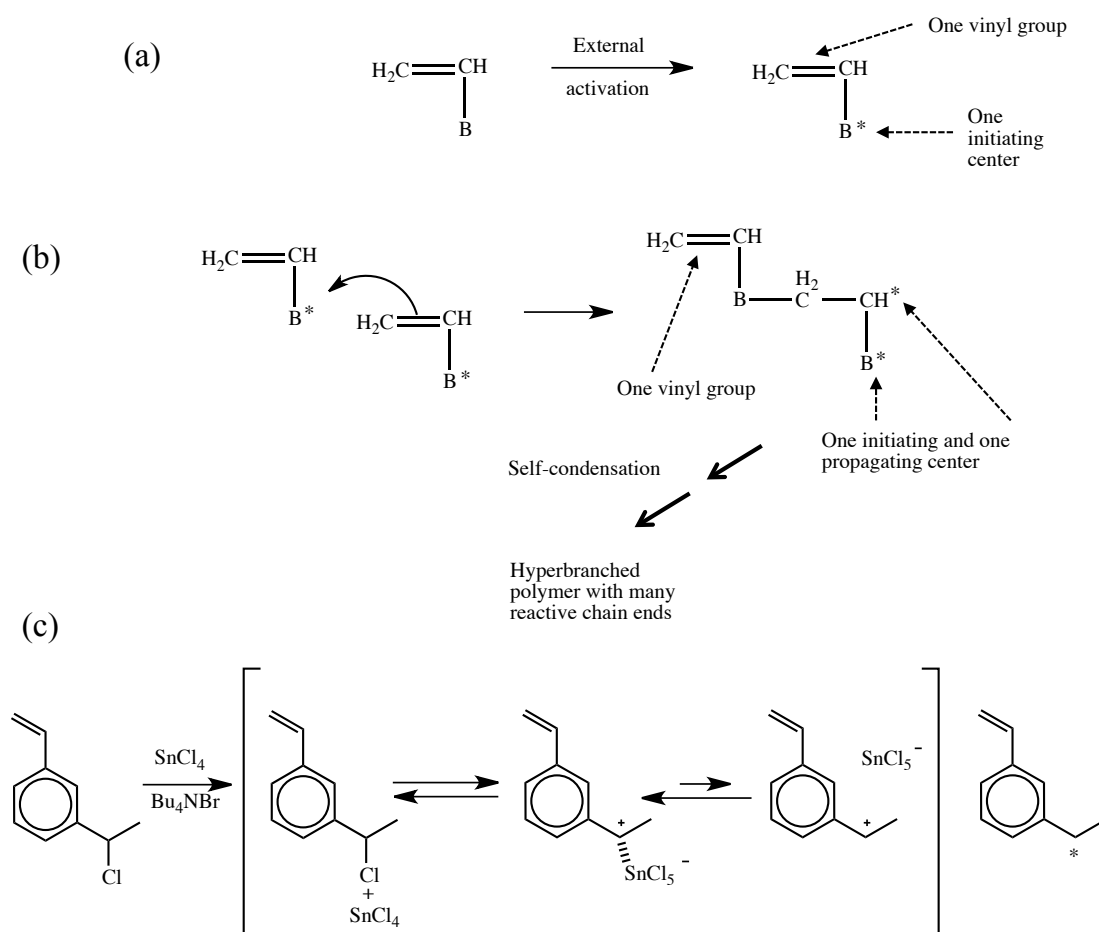 (a)
H₂C
CH
B
External
activation
H₂C
CH
B*
One vinyl group
One
initiating
center
(b)
H₂C
CH
B*
H₂C
CH
B*
H₂C
CH
B
H₂
C
CH*
B*
One vinyl group
One initiating and one
propagating center
Self-condensation
Hyperbranched
polymer with many
reactive chain ends
(c)
Cl
SnCl₄
Bu₄NBr
Cl
+
SnCl₄
+
SnCl₅⁻
+
SnCl₅⁻
*